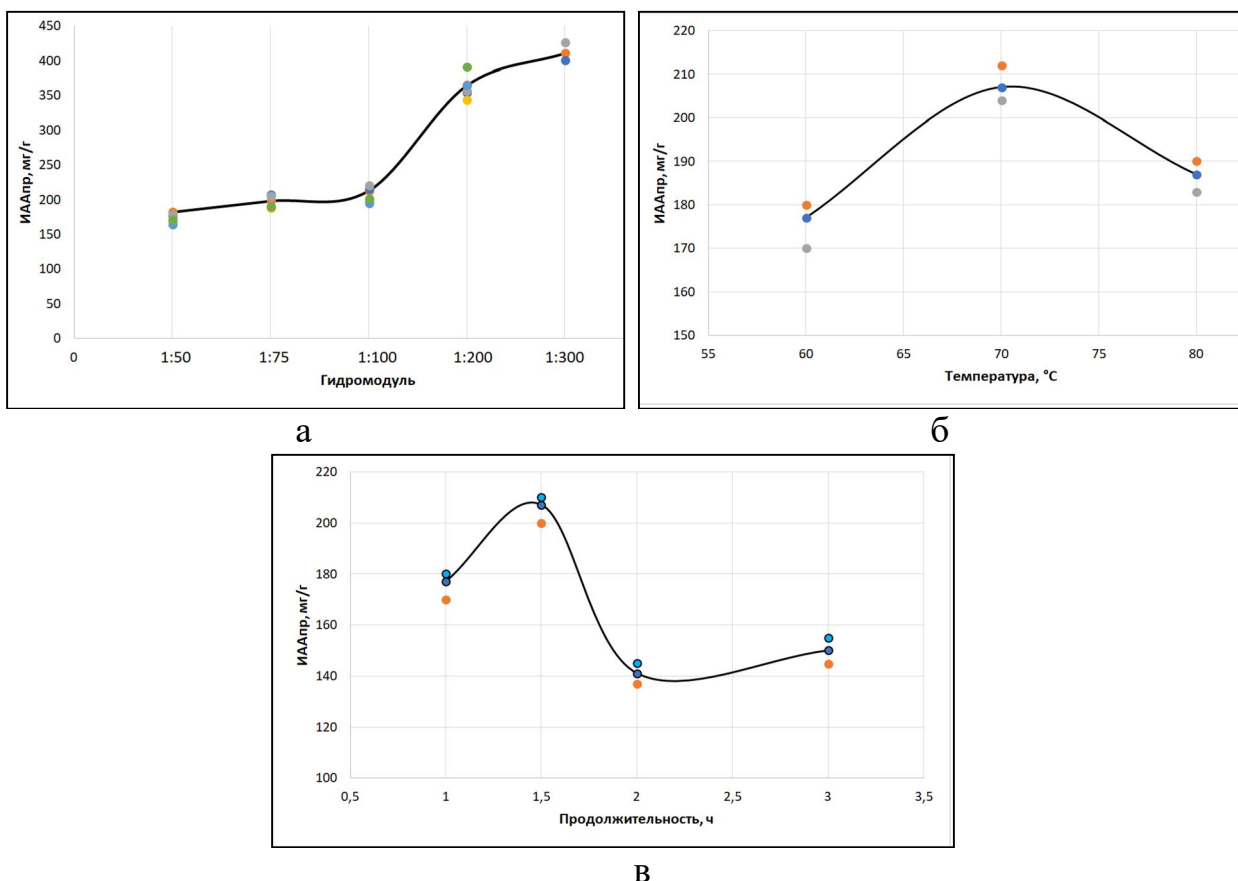 450
400
350
300
250
200
150
100
50
0
ИААпр, мг/г
0 1:50 1:75 1:100 1:200 1:300
Гидромодуль
а
220
210
200
190
180
170
160
150
ИААпр, мг/г
55 60 65 70 75 80
Температура, °С
б
220
200
180
160
140
120
100
ИААпр, мг/г
0,5 1 1,5 2 2,5 3 3,5
Продолжительность, ч
в